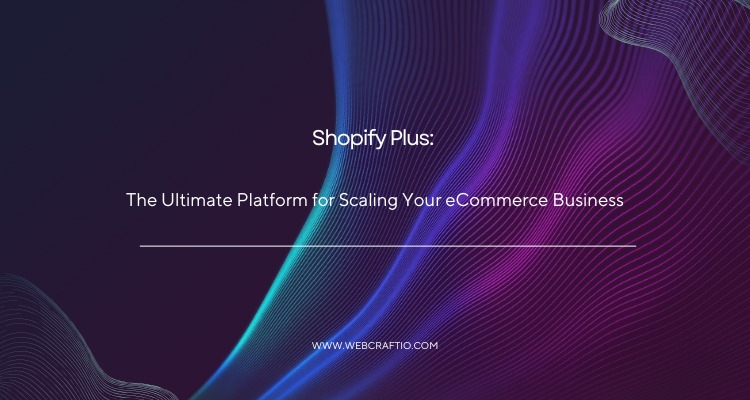 Shopify Plus:
The Ultimate Platform for Scaling Your eCommerce Business
WWW.WEBCRAFTIO.COM